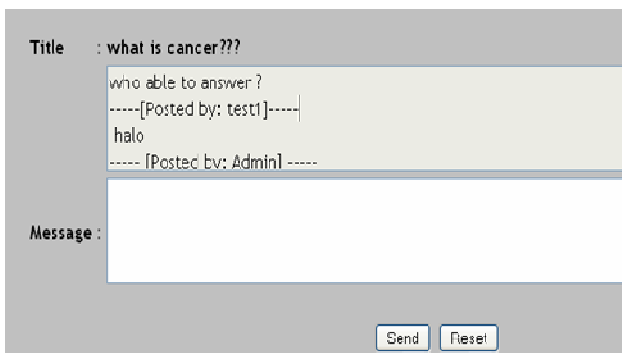 Title : what is cancer???
who able to answer ?
-----[Posted by: test1]-----
halo
----- [Posted by: Admin] -----
Message :
Send Reset